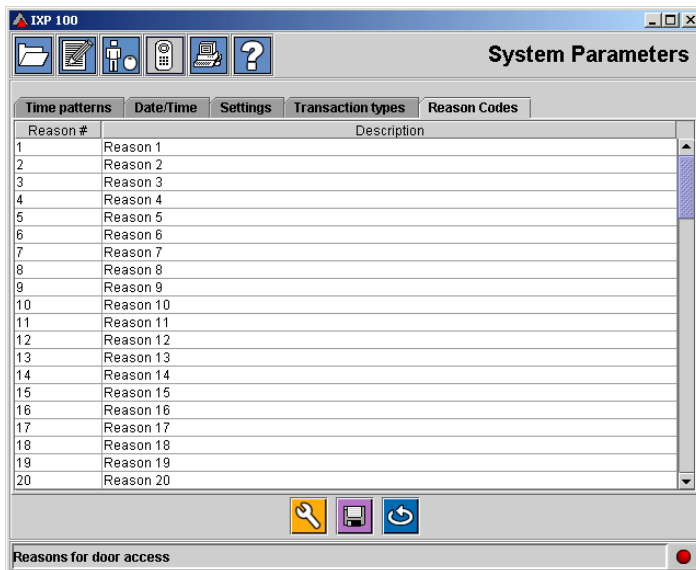 IXP 100
System Parameters
Time patterns Date/Time Settings Transaction types Reason Codes
Reason # Description
1 Reason 1
2 Reason 2
3 Reason 3
4 Reason 4
5 Reason 5
6 Reason 6
7 Reason 7
8 Reason 8
9 Reason 9
10 Reason 10
11 Reason 11
12 Reason 12
13 Reason 13
14 Reason 14
15 Reason 15
16 Reason 16
17 Reason 17
18 Reason 18
19 Reason 19
20 Reason 20
Reasons for door access